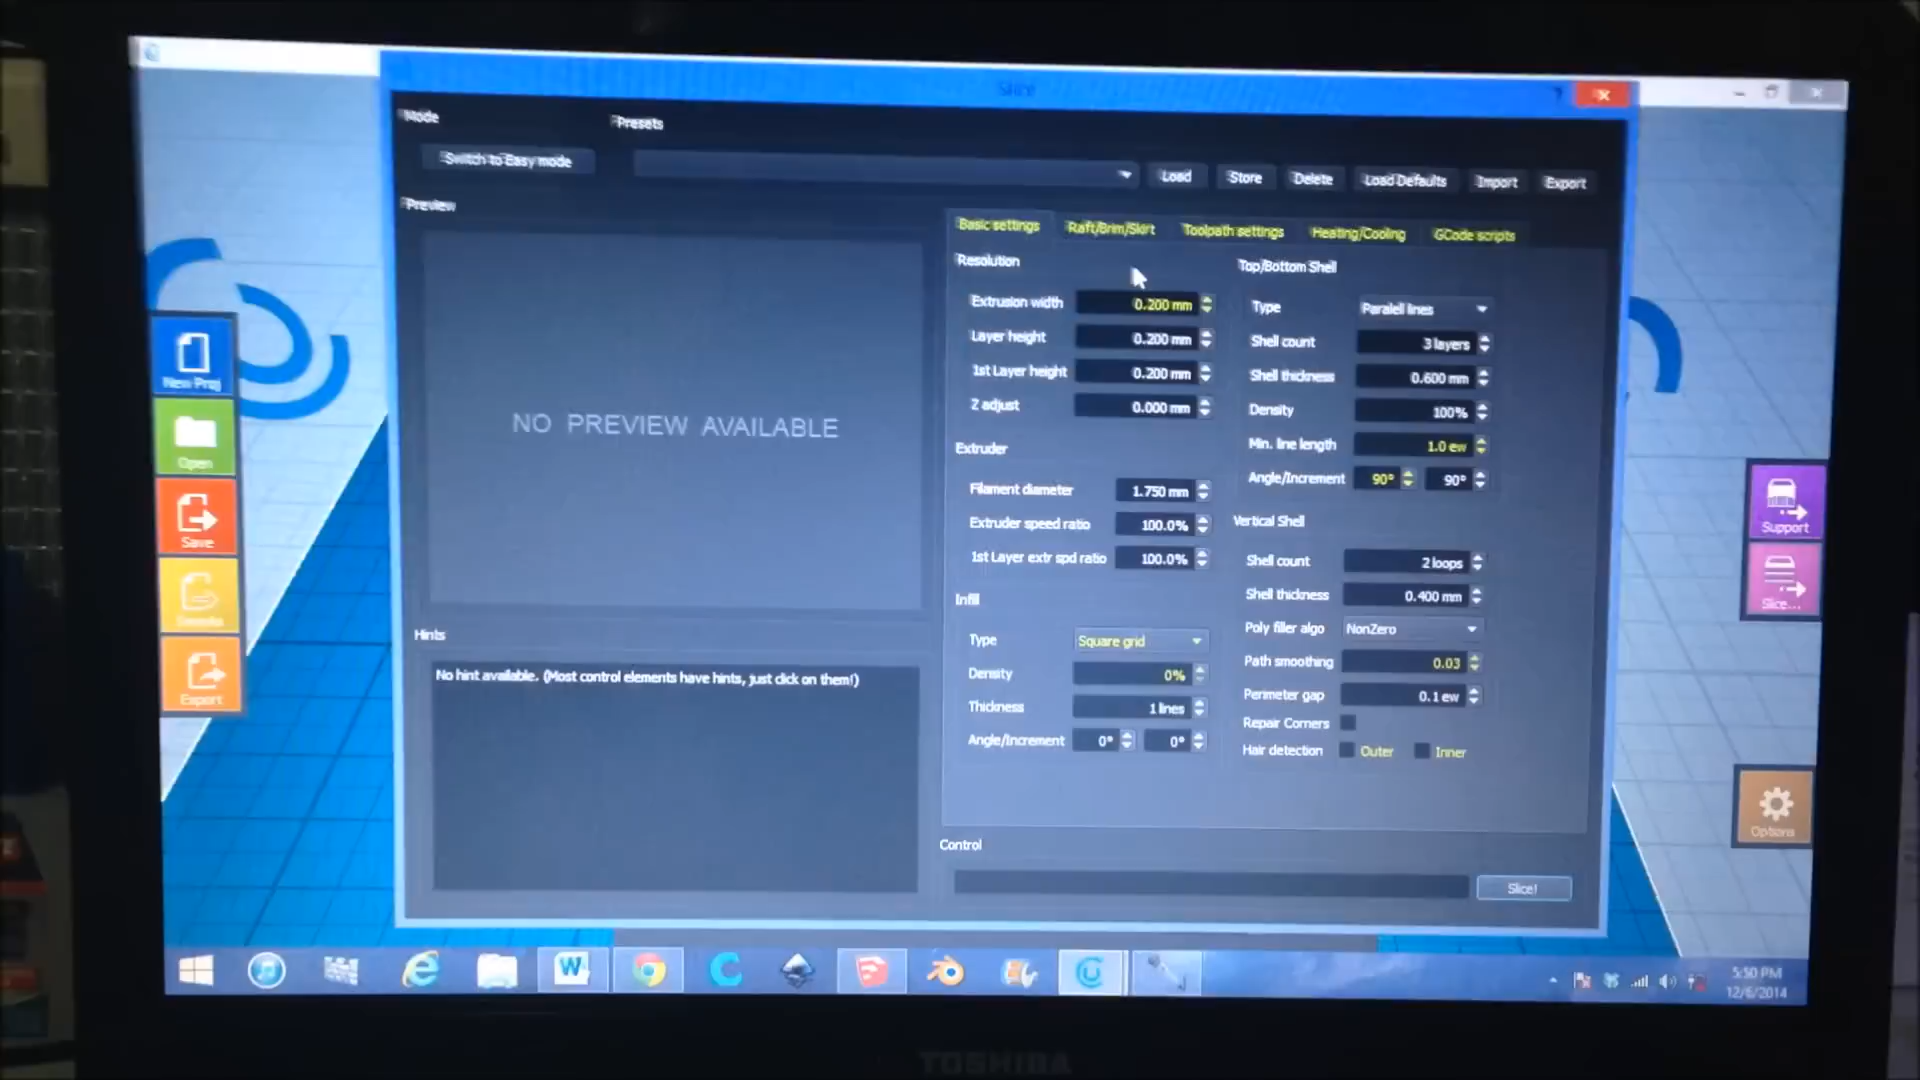 Slice
Mode
Presets
Switch to Easy mode
Load
Store
Delete
Load Defaults
Import
Export
Preview
NO PREVIEW AVAILABLE
Hints
No hint available. (Most control elements have hints, just click on them!)
Basic settings
Raft/Brim/Skirt
Toolpath settings
Heating/Cooling
GCode scripts
Resolution
Extrusion width 0.200 mm
Layer height 0.200 mm
1st Layer height 0.200 mm
Z adjust 0.000 mm
Extruder
Filament diameter 1.750 mm
Extruder speed ratio 100.0%
1st Layer extr spd ratio 100.0%
Infill
Type Square grid
Density 0%
Thickness 1 lines
Angle/Increment 0° 0°
Top/Bottom Shell
Type Paralell lines
Shell count 3 layers
Shell thickness 0.600 mm
Density 100%
Min. line length 1.0 ew
Angle/Increment 90° 90°
Vertical Shell
Shell count 2 loops
Shell thickness 0.400 mm
Poly filler algo NonZero
Path smoothing 0.03
Perimeter gap 0.1 ew
Repair Corners
Hair detection Outer Inner
Control
Slice!
New Proj
Open
Save
Export
Support
Slice...
Options
5:50 PM
12/6/2014
TOSHIBA